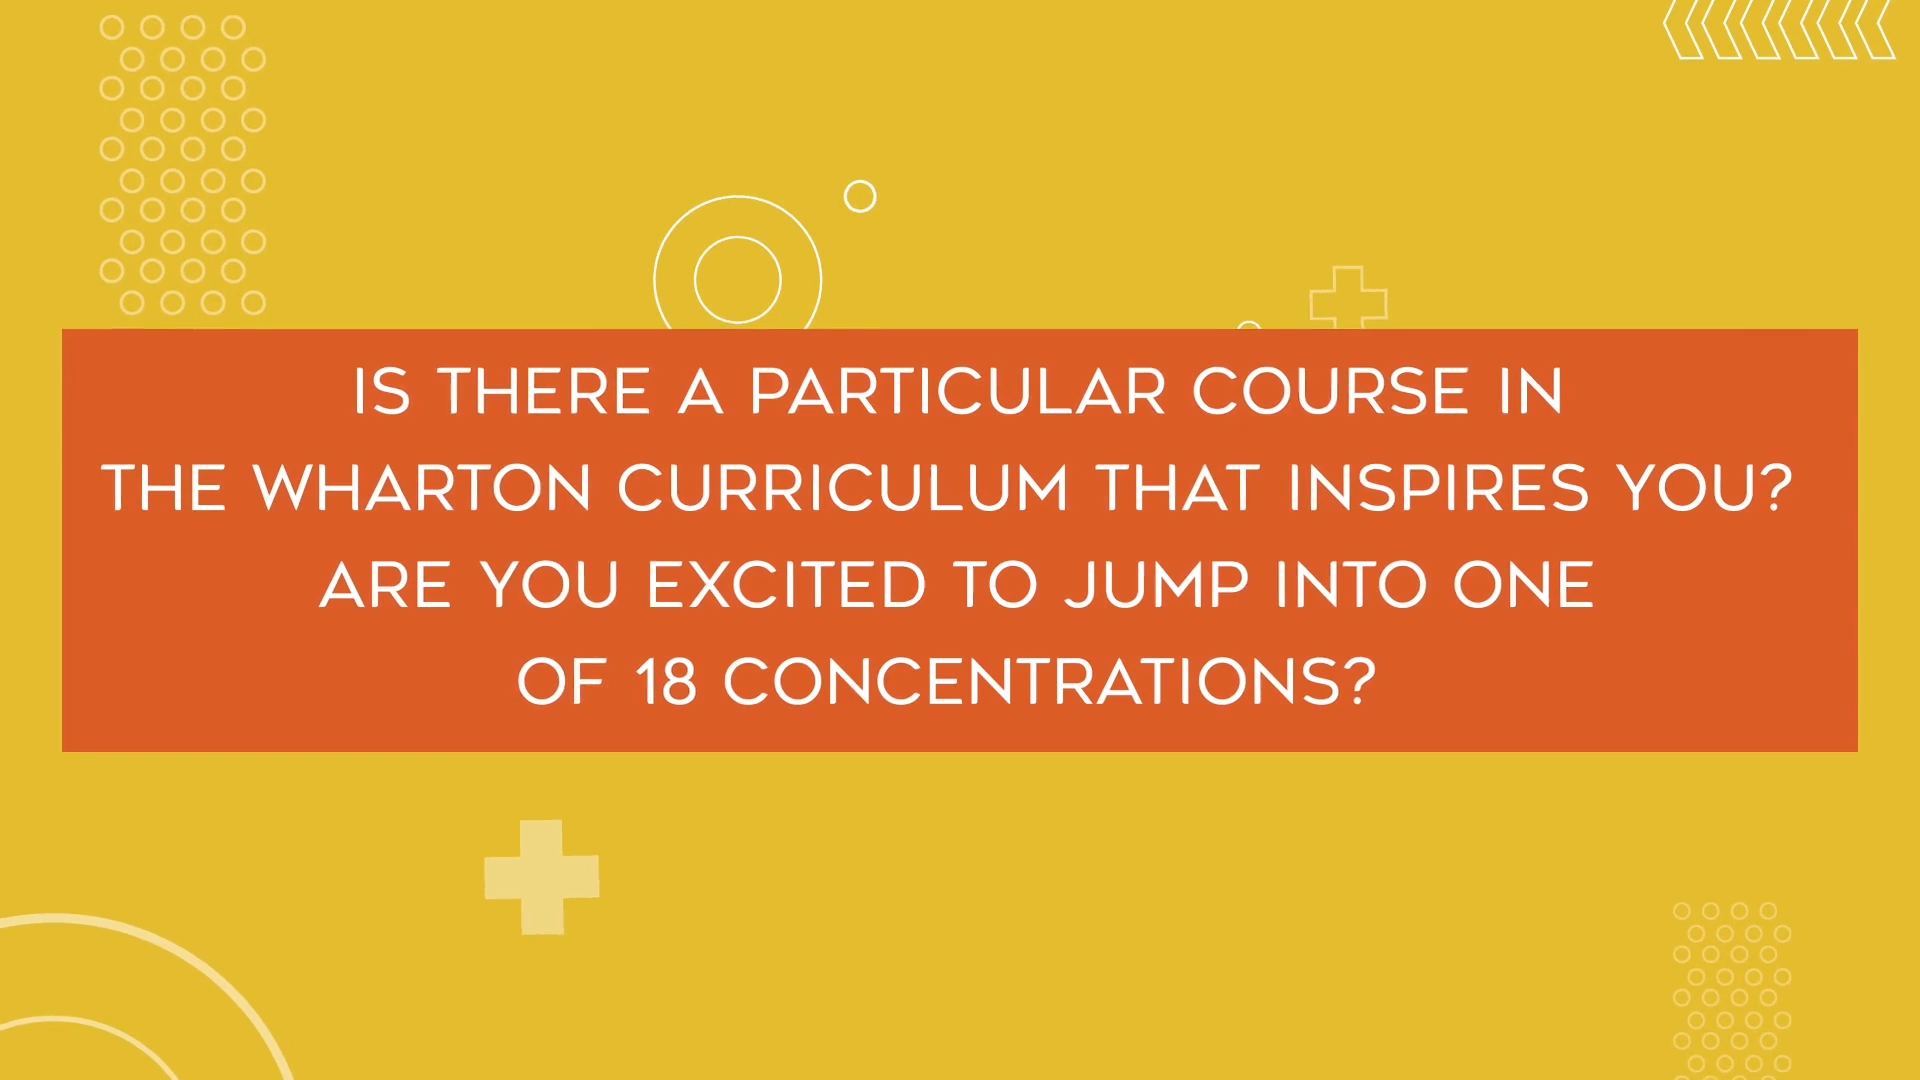 IS THERE A PARTICULAR COURSE IN
THE WHARTON CURRICULUM THAT INSPIRES YOU?
ARE YOU EXCITED TO JUMP INTO ONE
OF 18 CONCENTRATIONS?